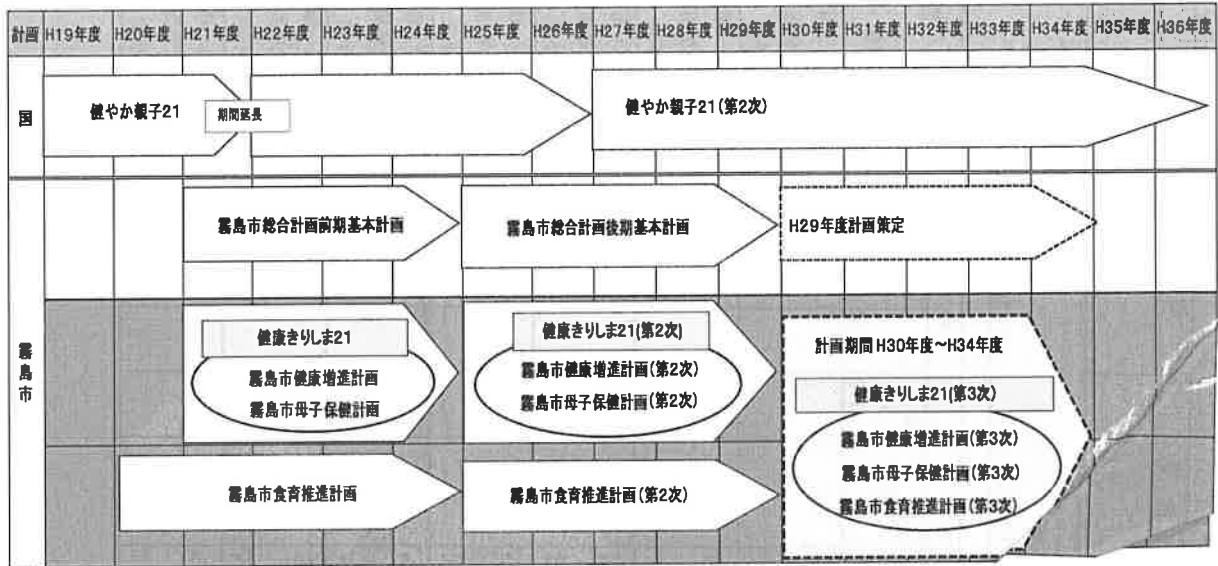 計画 H19年度 H20年度 H21年度 H22年度 H23年度 H24年度 H25年度 H26年度 H27年度 H28年度 H29年度 H30年度 H31年度 H32年度 H33年度 H34年度 H35年度 H36年度
国
健やか親子21
期間延長
健やか親子21(第2次)
霧島市
霧島市総合計画前期基本計画
霧島市総合計画後期基本計画
H29年度計画策定
健康きりしま21
霧島市健康増進計画
霧島市母子保健計画
健康きりしま21(第2次)
霧島市健康増進計画(第2次)
霧島市母子保健計画(第2次)
計画期間 H30年度～H34年度
健康きりしま21(第3次)
霧島市健康増進計画(第3次)
霧島市母子保健計画(第3次)
霧島市食育推進計画(第3次)
霧島市食育推進計画
霧島市食育推進計画(第2次)